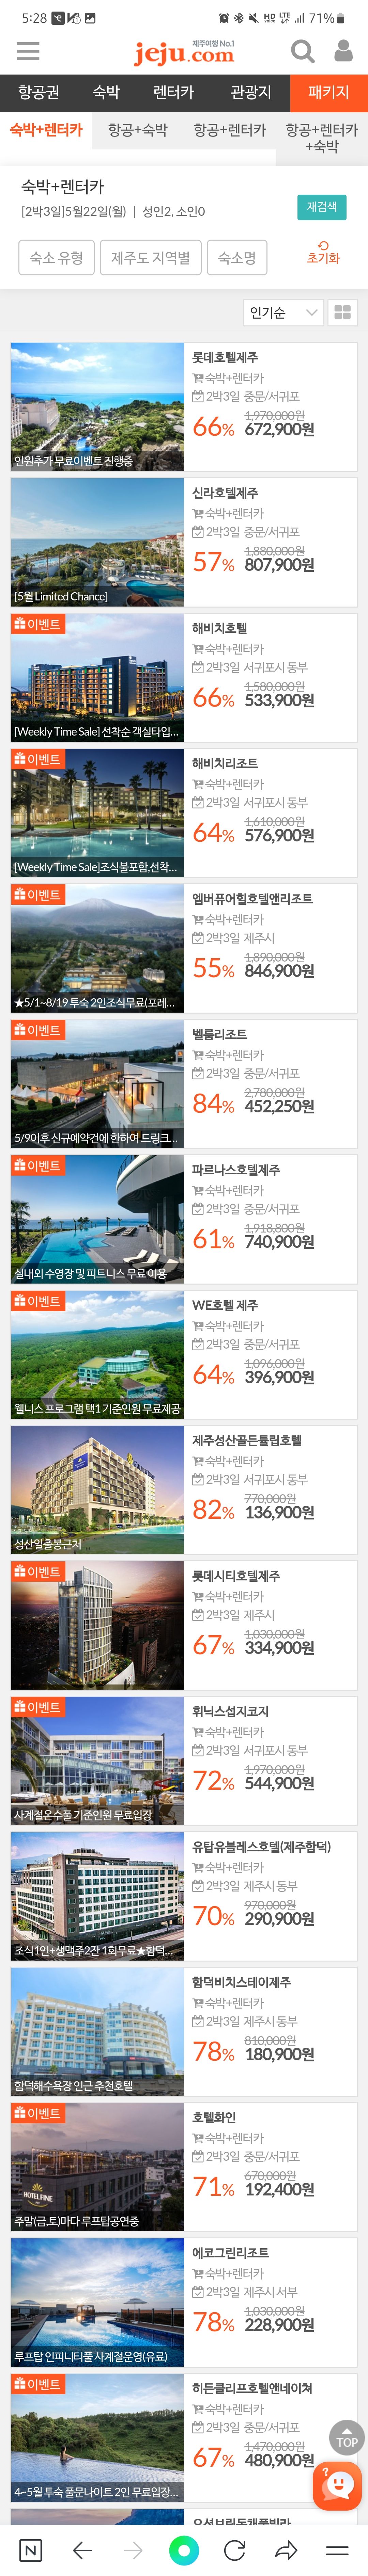 5:28
HD
LTE
71%
제주여행 No.1
jeju.com
항공권 숙박 렌터카 관광지 패키지
숙박+렌터카 항공+숙박 항공+렌터카 항공+렌터카
+숙박
숙박+렌터카
[2박3일]5월22일(월) | 성인2, 소인0
재검색
숙소 유형 제주도 지역별 숙소명
초기화
인기순
롯데호텔제주
숙박+렌터카
2박3일 중문/서귀포
1,970,000원
66% 672,900원
인원추가 무료이벤트 진행중
신라호텔제주
숙박+렌터카
2박3일 중문/서귀포
1,880,000원
57% 807,900원
[5월 Limited Chance]
이벤트
해비치호텔
숙박+렌터카
2박3일 서귀포시 동부
1,580,000원
66% 533,900원
[Weekly Time Sale] 선착순 객실타입...
이벤트
해비치리조트
숙박+렌터카
2박3일 서귀포시 동부
1,610,000원
64% 576,900원
[Weekly Time Sale]조식불포함,선착...
이벤트
엠버퓨어힐호텔앤리조트
숙박+렌터카
2박3일 제주시
1,890,000원
55% 846,900원
★5/1~8/19 투숙 2인조식무료(포레...
이벤트
벨룸리조트
숙박+렌터카
2박3일 중문/서귀포
2,780,000원
84% 452,250원
5/9이후 신규예약건에 한하여 드링크...
이벤트
파르나스호텔제주
숙박+렌터카
2박3일 중문/서귀포
1,918,800원
61% 740,900원
실내외 수영장 및 피트니스 무료 이용
이벤트
WE호텔 제주
숙박+렌터카
2박3일 중문/서귀포
1,096,000원
64% 396,900원
웰니스 프로그램 택1 기준인원 무료제공
제주성산골든튤립호텔
숙박+렌터카
2박3일 서귀포시 동부
770,000원
82% 136,900원
성산일출봉근처
이벤트
롯데시티호텔제주
숙박+렌터카
2박3일 제주시
1,030,000원
67% 334,900원
이벤트
휘닉스섭지코지
숙박+렌터카
2박3일 서귀포시 동부
1,970,000원
72% 544,900원
사계절온수풀 기준인원 무료입장
유탑유블레스호텔(제주함덕)
숙박+렌터카
2박3일 제주시 동부
970,000원
70% 290,900원
조식1인+생맥주2잔 1회무료★함덕...
함덕비치스테이제주
숙박+렌터카
2박3일 제주시 동부
810,000원
78% 180,900원
함덕해수욕장 인근 추천호텔
이벤트
호텔화인
숙박+렌터카
2박3일 중문/서귀포
670,000원
71% 192,400원
HOTEL FINE
주말(금,토)마다 루프탑공연중
에코그린리조트
숙박+렌터카
2박3일 제주시 서부
1,030,000원
78% 228,900원
루프탑 인피니티풀 사계절운영(유료)
이벤트
히든클리프호텔앤네이쳐
숙박+렌터카
2박3일 중문/서귀포
1,470,000원
67% 480,900원
4~5월 투숙 풀문나이트 2인 무료입장...
TOP
N